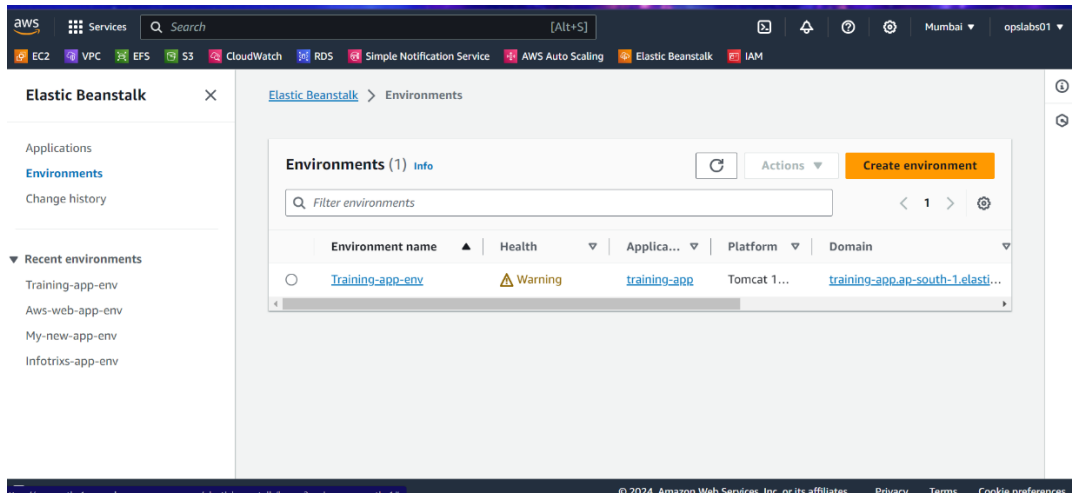 aws Services Search [Alt+S] Mumbai ▼ opslabs01 ▼
EC2 VPC EFS S3 CloudWatch RDS Simple Notification Service AWS Auto Scaling Elastic Beanstalk IAM
Elastic Beanstalk
Elastic Beanstalk > Environments
Applications
Environments
Change history
Environments (1) Info Actions ▼ Create environment
Filter environments < 1 >
Environment name ▲ Health Applica... Platform Domain
Training-app-env Warning training-app Tomcat 1... training-app.ap-south-1.elasti...
▼ Recent environments
Training-app-env
Aws-web-app-env
My-new-app-env
Infotrixs-app-env
© 2024, Amazon Web Services, Inc. or its affiliates. Privacy Terms Cookie preferences